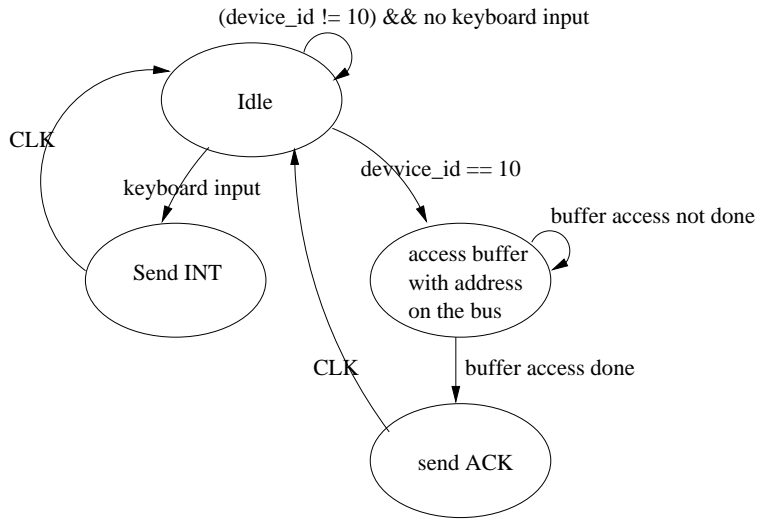 (device_id != 10) && no keyboard input
Idle
CLK
devvice_id == 10
keyboard input
buffer access not done
Send INT
access buffer
with address
on the bus
CLK
buffer access done
send ACK